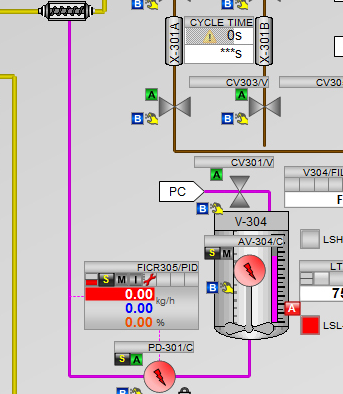 B
B
X-301A
CYCLE TIME
0s
***s
X-301B
CV303/V
CV30
A
A
B
B
CV301/V
A
V304/FIL
PC
B
F
V-304
S M
AV-304/C
LSH
B
FICR305/PID
S M I
0.00 kg/h
0.00
0.00 %
LT
75
A
LSL
PD-301/C
S A
B